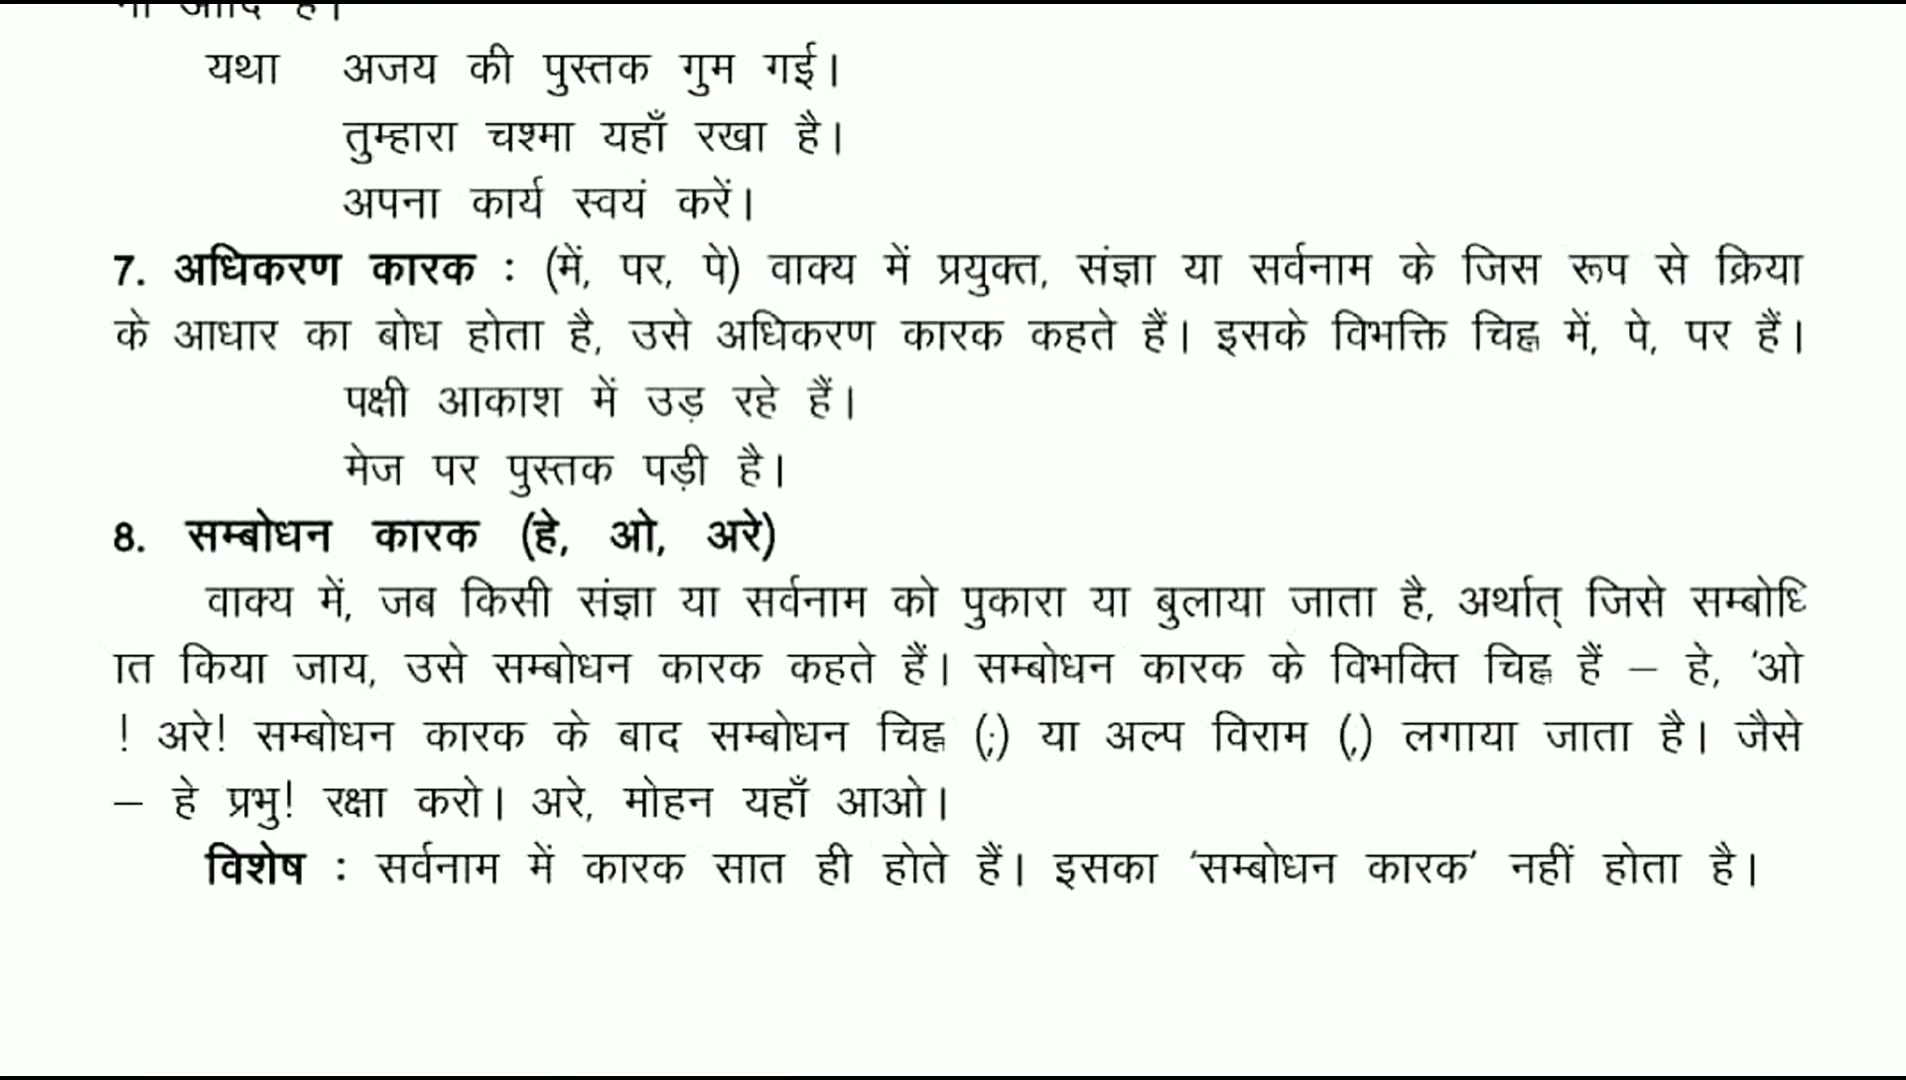 यथा अजय की पुस्तक गुम गई।
तुम्हारा चश्मा यहाँ रखा है।
अपना कार्य स्वयं करें।
7. अधिकरण कारक : (में, पर, पे) वाक्य में प्रयुक्त, संज्ञा या सर्वनाम के जिस रूप से क्रिया
के आधार का बोध होता है, उसे अधिकरण कारक कहते हैं। इसके विभक्ति चिह्न में, पे, पर हैं।
पक्षी आकाश में उड़ रहे हैं।
मेज पर पुस्तक पड़ी है।
8. सम्बोधन कारक (हे, ओ, अरे)
वाक्य में, जब किसी संज्ञा या सर्वनाम को पुकारा या बुलाया जाता है, अर्थात् जिसे सम्बोधि
ात किया जाय, उसे सम्बोधन कारक कहते हैं। सम्बोधन कारक के विभक्ति चिह्न हैं – हे, ‘ओ
! अरे! सम्बोधन कारक के बाद सम्बोधन चिह्न (;) या अल्प विराम (,) लगाया जाता है। जैसे
– हे प्रभु! रक्षा करो। अरे, मोहन यहाँ आओ।
विशेष : सर्वनाम में कारक सात ही होते हैं। इसका ‘सम्बोधन कारक’ नहीं होता है।